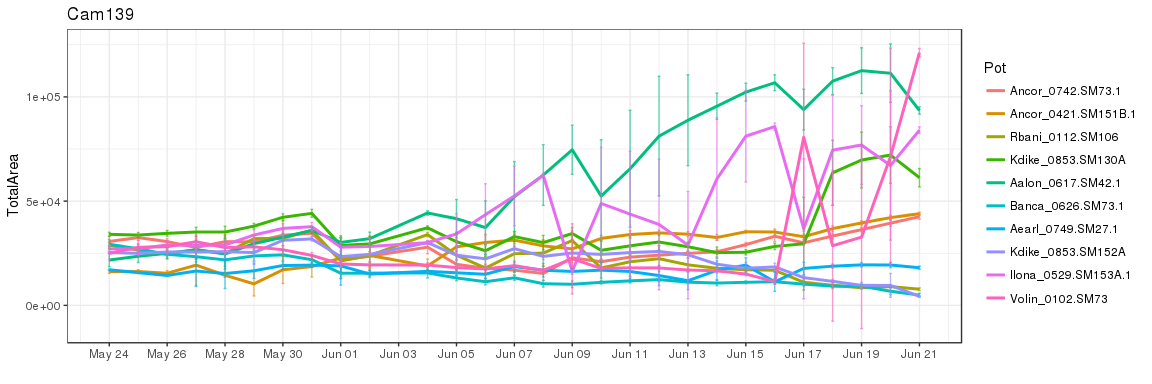 Cam139
TotalArea
1e+05
5e+04
0e+00
May 24 May 26 May 28 May 30 Jun 01 Jun 03 Jun 05 Jun 07 Jun 09 Jun 11 Jun 13 Jun 15 Jun 17 Jun 19 Jun 21
Pot
Ancor_0742.SM73.1
Ancor_0421.SM151B.1
Rbani_0112.SM106
Kdike_0853.SM130A
Aalon_0617.SM42.1
Banca_0626.SM73.1
Aearl_0749.SM27.1
Kdike_0853.SM152A
Ilona_0529.SM153A.1
Volin_0102.SM73